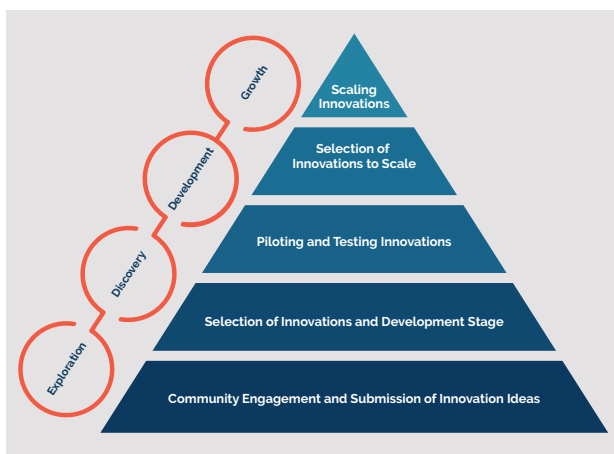 Growth
Scaling
Innovations
Development
Selection of
Innovations to Scale
Discovery
Piloting and Testing Innovations
Selection of Innovations and Development Stage
Exploration
Community Engagement and Submission of Innovation Ideas